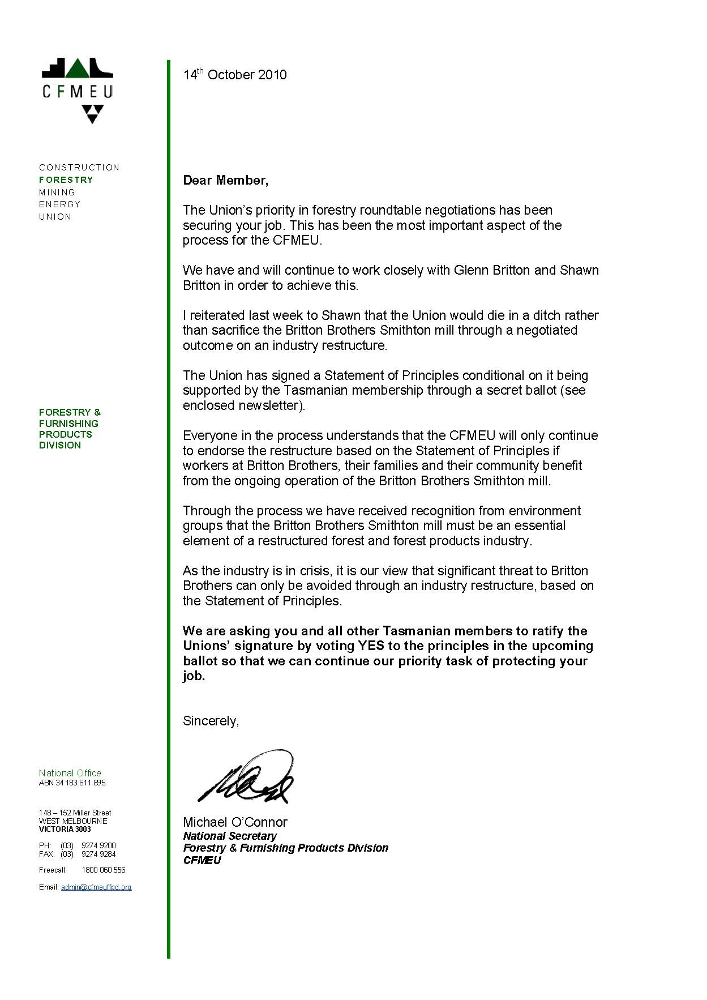 CFMEU
CONSTRUCTION
FORESTRY
MINING
ENERGY
UNION
FORESTRY &
FURNISHING
PRODUCTS
DIVISION
National Office
ABN 34 183 611 895
148 – 152 Miller Street
WEST MELBOURNE
VICTORIA 3003
PH: (03) 9274 9200
FAX: (03) 9274 9284
Freecall: 1800 060 556
Email: admin@cfmeuffpd.org
14th October 2010
Dear Member,
The Union’s priority in forestry roundtable negotiations has been
securing your job. This has been the most important aspect of the
process for the CFMEU.
We have and will continue to work closely with Glenn Britton and Shawn
Britton in order to achieve this.
I reiterated last week to Shawn that the Union would die in a ditch rather
than sacrifice the Britton Brothers Smithton mill through a negotiated
outcome on an industry restructure.
The Union has signed a Statement of Principles conditional on it being
supported by the Tasmanian membership through a secret ballot (see
enclosed newsletter).
Everyone in the process understands that the CFMEU will only continue
to endorse the restructure based on the Statement of Principles if
workers at Britton Brothers, their families and their community benefit
from the ongoing operation of the Britton Brothers Smithton mill.
Through the process we have received recognition from environment
groups that the Britton Brothers Smithton mill must be an essential
element of a restructured forest and forest products industry.
As the industry is in crisis, it is our view that significant threat to Britton
Brothers can only be avoided through an industry restructure, based on
the Statement of Principles.
We are asking you and all other Tasmanian members to ratify the
Unions’ signature by voting YES to the principles in the upcoming
ballot so that we can continue our priority task of protecting your
job.
Sincerely,
Michael O’Connor
National Secretary
Forestry & Furnishing Products Division
CFMEU